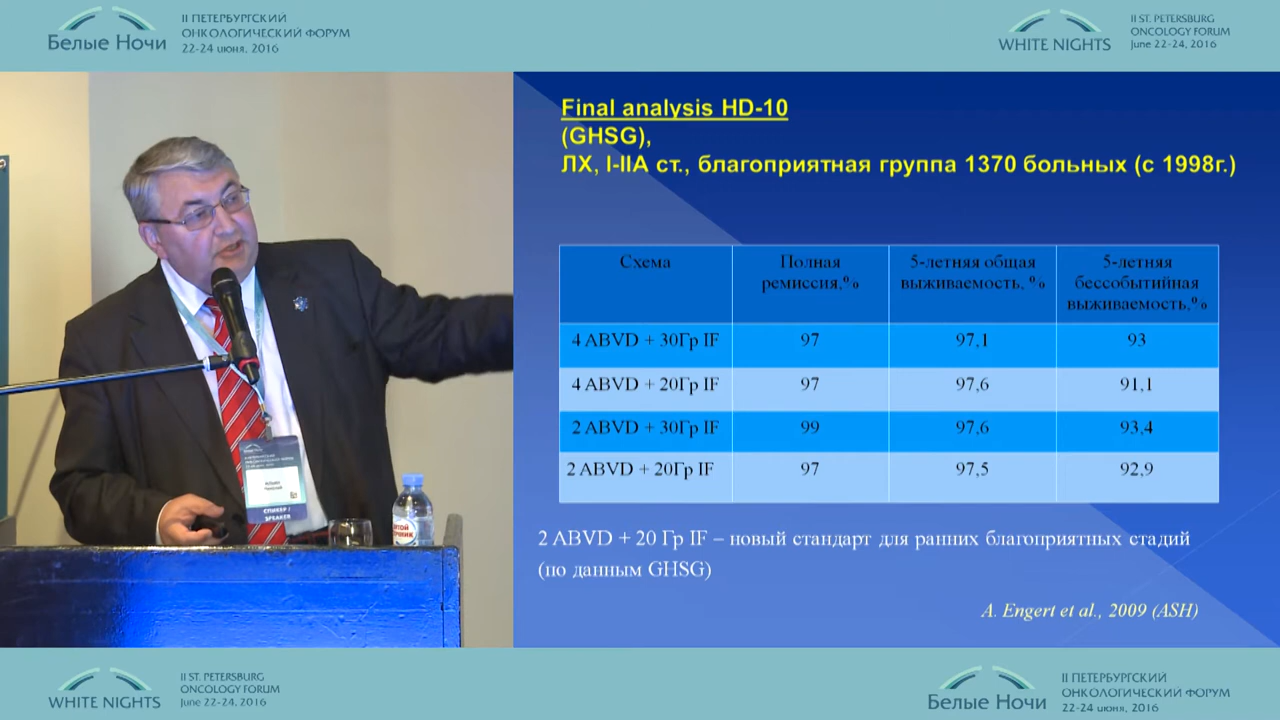 Белые Ночи
II ПЕТЕРБУРГСКИЙ
ОНКОЛОГИЧЕСКИЙ ФОРУМ
22-24 июня, 2016
WHITE NIGHTS
II ST. PETERSBURG
ONCOLOGY FORUM
June 22-24, 2016
Final analysis HD-10
(GHSG),
ЛХ, I-IIA ст., благоприятная группа 1370 больных (с 1998г.)
Схема
Полная
ремиссия,%
5-летняя общая
выживаемость, %
5-летняя
бессобытийная
выживаемость,%
4 ABVD + 30Гр IF 97 97,1 93
4 ABVD + 20Гр IF 97 97,6 91,1
2 ABVD + 30Гр IF 99 97,6 93,4
2 ABVD + 20Гр IF 97 97,5 92,9
2 ABVD + 20 Гр IF – новый стандарт для ранних благоприятных стадий
(по данным GHSG)
A. Engert et al., 2009 (ASH)
СПИКЕР /
SPEAKER
WHITE NIGHTS
II ST. PETERSBURG
ONCOLOGY FORUM
June 22-24, 2016
Белые Ночи
II ПЕТЕРБУРГСКИЙ
ОНКОЛОГИЧЕСКИЙ ФОРУМ
22-24 июня, 2016